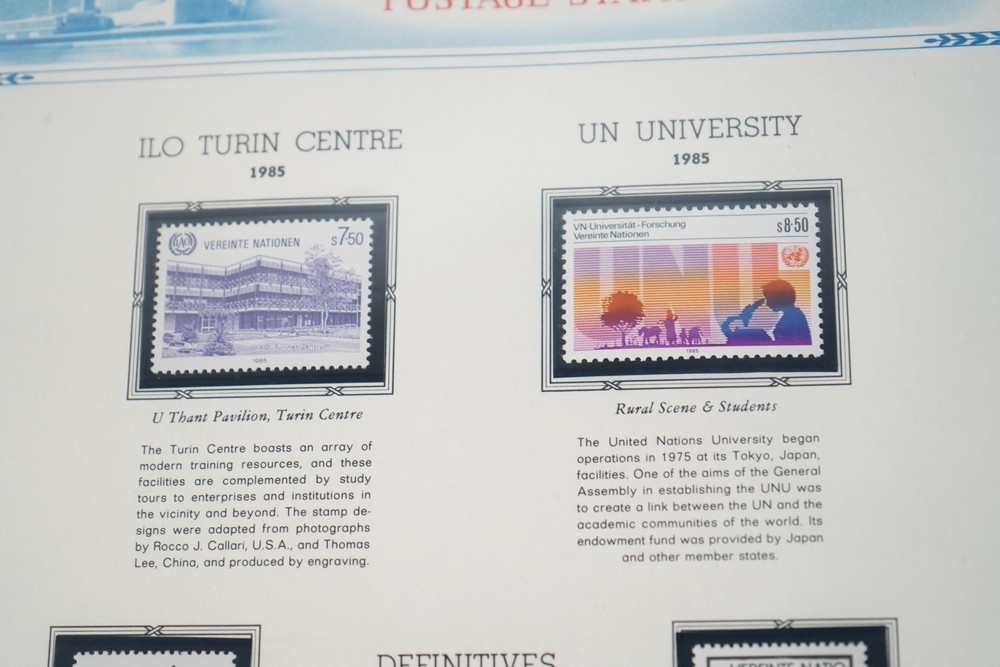 POSTAGE STAMPS
ILO TURIN CENTRE
1985
VEREINTE NATIONEN
s7·50
1985
U Thant Pavilion, Turin Centre
The Turin Centre boasts an array of
modern training resources, and these
facilities are complemented by study
tours to enterprises and institutions in
the vicinity and beyond. The stamp de-
signs were adapted from photographs
by Rocco J. Callari, U.S.A., and Thomas
Lee, China, and produced by engraving.
UN UNIVERSITY
1985
VN-Universität-Forschung
Vereinte Nationen
s8·50
UNU
1985
Rural Scene & Students
The United Nations University began
operations in 1975 at its Tokyo, Japan,
facilities. One of the aims of the General
Assembly in establishing the UNU was
to create a link between the UN and the
academic communities of the world. Its
endowment fund was provided by Japan
and other member states.
DEFINITIVES
VEREINTE NATIO